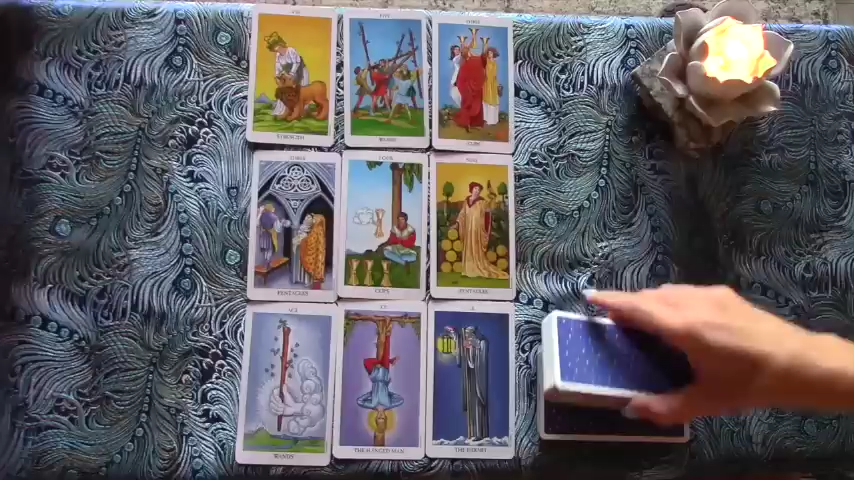 STRENGTH
FIVE
WANDS
THREE
CUPS
THREE
PENTACLES
FOUR
CUPS
NINE
PENTACLES
ACE
WANDS
THE HANGED MAN
THE HERMIT